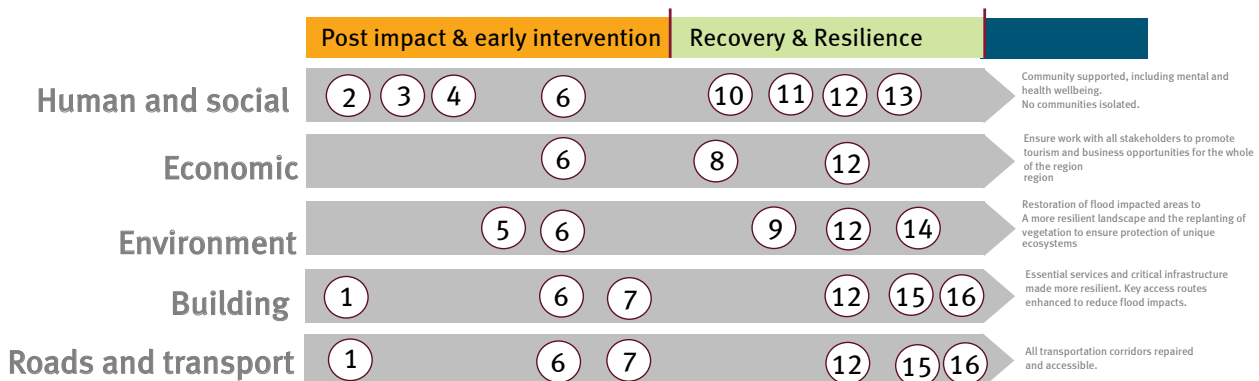 Post impact & early intervention Recovery & Resilience
Human and social 2 3 4 6 10 11 12 13
Community supported, including mental and
health wellbeing.
No communities isolated.
Economic 6 8 12
Ensure work with all stakeholders to promote
tourism and business opportunities for the whole
of the region
region
Environment 5 6 9 12 14
Restoration of flood impacted areas to
A more resilient landscape and the replanting of
vegetation to ensure protection of unique
ecosystems
Building 1 6 7 12 15 16
Essential services and critical infrastructure
made more resilient. Key access routes
enhanced to reduce flood impacts.
Roads and transport 1 6 7 12 15 16
All transportation corridors repaired
and accessible.